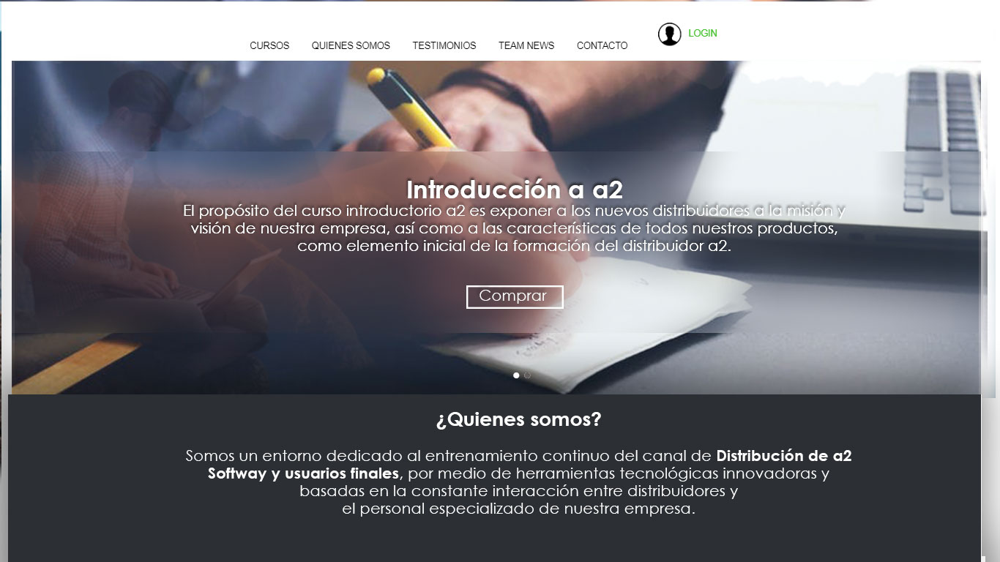 CURSOS QUIENES SOMOS TESTIMONIOS TEAM NEWS CONTACTO LOGIN
Introducción a a2
El propósito del curso introductorio a2 es exponer a los nuevos distribuidores a la misión y
visión de nuestra empresa, así como a las características de todos nuestros productos,
como elemento inicial de la formación del distribuidor a2.
Comprar
¿Quienes somos?
Somos un entorno dedicado al entrenamiento continuo del canal de Distribución de a2
Softway y usuarios finales, por medio de herramientas tecnológicas innovadoras y
basadas en la constante interacción entre distribuidores y
el personal especializado de nuestra empresa.